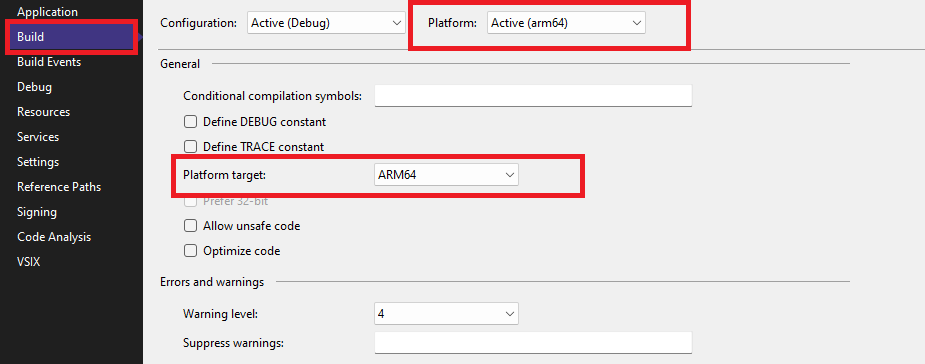 Application
Build
Build Events
Debug
Resources
Services
Settings
Reference Paths
Signing
Code Analysis
VSIX
Configuration: Active (Debug) Platform: Active (arm64)
General
Conditional compilation symbols:
Define DEBUG constant
Define TRACE constant
Platform target: ARM64
Prefer 32-bit
Allow unsafe code
Optimize code
Errors and warnings
Warning level: 4
Suppress warnings: